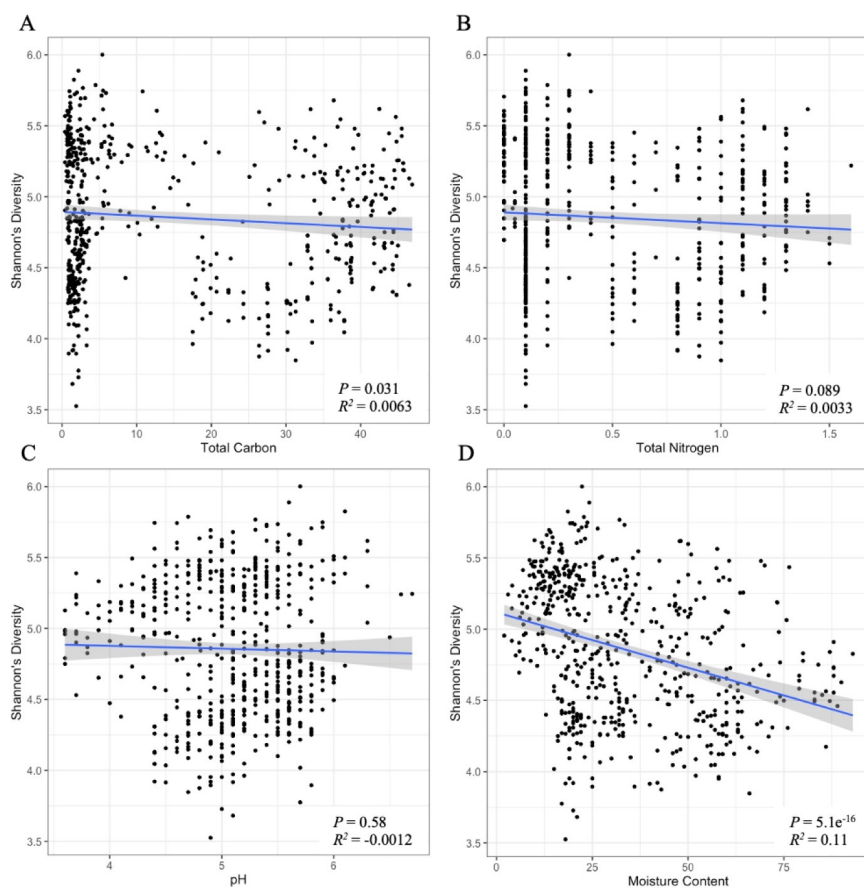 A
6.0
5.5
5.0
4.5
4.0
3.5
Shannon's Diversity
P = 0.031
R² = 0.0063
0 10 20 30 40
Total Carbon
B
6.0
5.5
5.0
4.5
4.0
3.5
Shannon's Diversity
P = 0.089
R² = 0.0033
0.0 0.5 1.0 1.5
Total Nitrogen
C
6.0
5.5
5.0
4.5
4.0
3.5
Shannon's Diversity
P = 0.58
R² = -0.0012
4 5 6
pH
D
6.0
5.5
5.0
4.5
4.0
3.5
Shannon's Diversity
P = 5.1e⁻¹⁶
R² = 0.11
0 25 50 75
Moisture Content